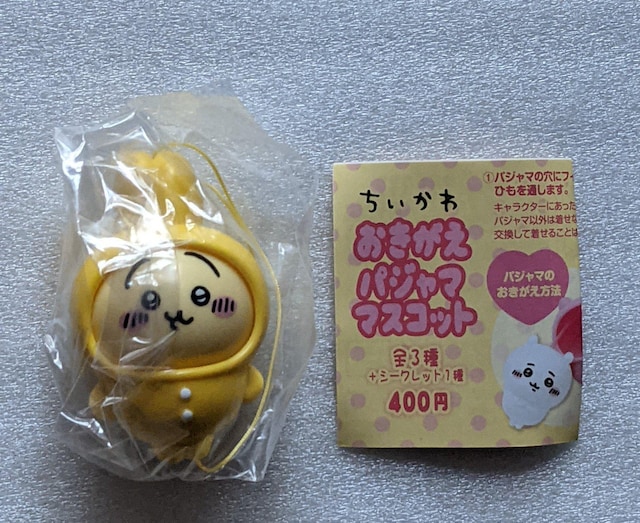 ちいかわ
おきがえ
パジャマ
マスコット
全3種
+シークレット1種
400円
①パジャマの穴にフ
ひもを通します。
キャラクターにあった
パジャマ以外は着せ
交換して着せることは
パジャマの
おきがえ方法